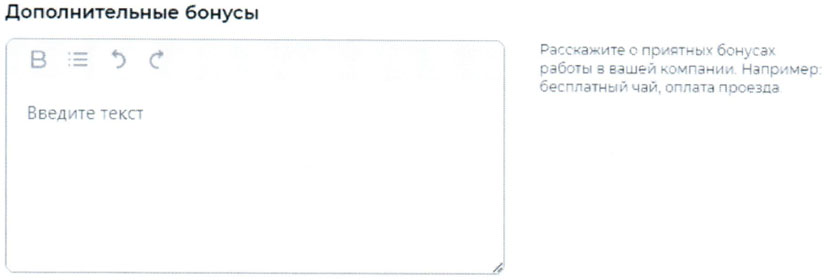 Дополнительные бонусы
B
Введите текст
Расскажите о приятных бонусах
работы в вашей компании. Например:
бесплатный чай, оплата проезда.